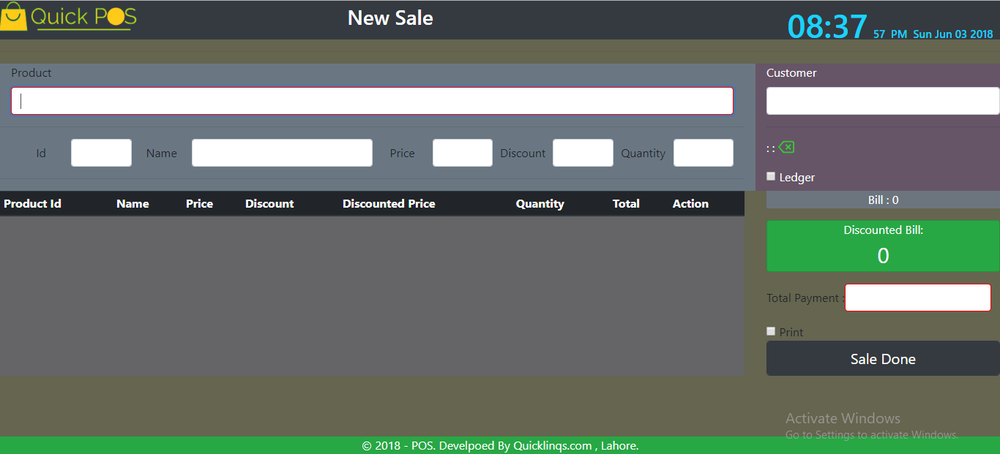 Quick POS
New Sale
08:37 57 PM Sun Jun 03 2018
Product
Customer
Id Name Price Discount Quantity
: :
Ledger
Product Id Name Price Discount Discounted Price Quantity Total Action
Bill : 0
Discounted Bill:
0
Total Payment :
Print
Sale Done
Activate Windows
Go to Settings to activate Windows.
© 2018 - POS. Develpoed By Quicklinqs.com , Lahore.